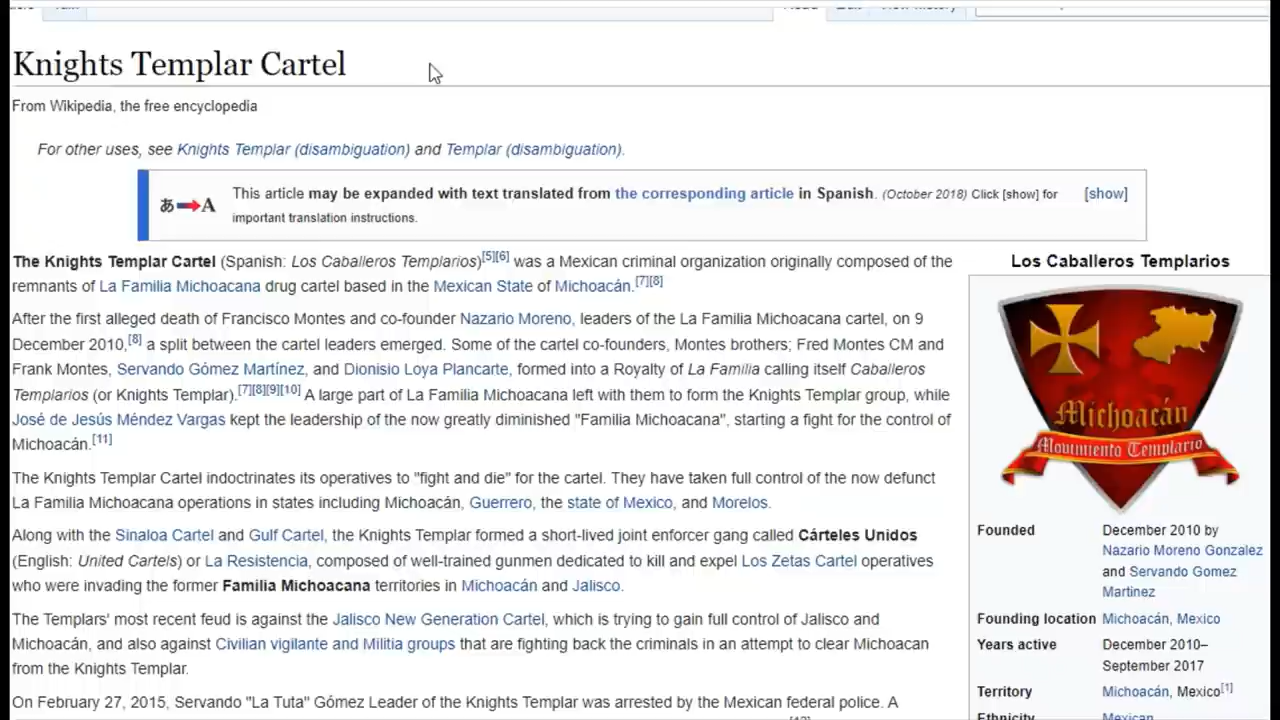 Knights Templar Cartel
From Wikipedia, the free encyclopedia
For other uses, see Knights Templar (disambiguation) and Templar (disambiguation).
あ A
This article may be expanded with text translated from the corresponding article in Spanish. (October 2018) Click [show] for
important translation instructions.
[show]
The Knights Templar Cartel (Spanish: Los Caballeros Templarios)[5][6] was a Mexican criminal organization originally composed of the
remnants of La Familia Michoacana drug cartel based in the Mexican State of Michoacán.[7][8]
After the first alleged death of Francisco Montes and co-founder Nazario Moreno, leaders of the La Familia Michoacana cartel, on 9
December 2010,[8] a split between the cartel leaders emerged. Some of the cartel co-founders, Montes brothers; Fred Montes CM and
Frank Montes, Servando Gómez Martínez, and Dionisio Loya Plancarte, formed into a Royalty of La Familia calling itself Caballeros
Templarios (or Knights Templar).[7][8][9][10] A large part of La Familia Michoacana left with them to form the Knights Templar group, while
José de Jesús Méndez Vargas kept the leadership of the now greatly diminished "Familia Michoacana", starting a fight for the control of
Michoacán.[11]
The Knights Templar Cartel indoctrinates its operatives to "fight and die" for the cartel. They have taken full control of the now defunct
La Familia Michoacana operations in states including Michoacán, Guerrero, the state of Mexico, and Morelos.
Along with the Sinaloa Cartel and Gulf Cartel, the Knights Templar formed a short-lived joint enforcer gang called Cárteles Unidos
(English: United Cartels) or La Resistencia, composed of well-trained gunmen dedicated to kill and expel Los Zetas Cartel operatives
who were invading the former Familia Michoacana territories in Michoacán and Jalisco.
The Templars' most recent feud is against the Jalisco New Generation Cartel, which is trying to gain full control of Jalisco and
Michoacán, and also against Civilian vigilante and Militia groups that are fighting back the criminals in an attempt to clear Michoacan
from the Knights Templar.
On February 27, 2015, Servando "La Tuta" Gómez Leader of the Knights Templar was arrested by the Mexican federal police. A
Los Caballeros Templarios
Michoacán
Movimiento Templario
Founded December 2010 by
Nazario Moreno Gonzalez
and Servando Gomez
Martinez
Founding location Michoacán, Mexico
Years active December 2010–
September 2017
Territory Michoacán, Mexico[1]
Ethnicity Mexican